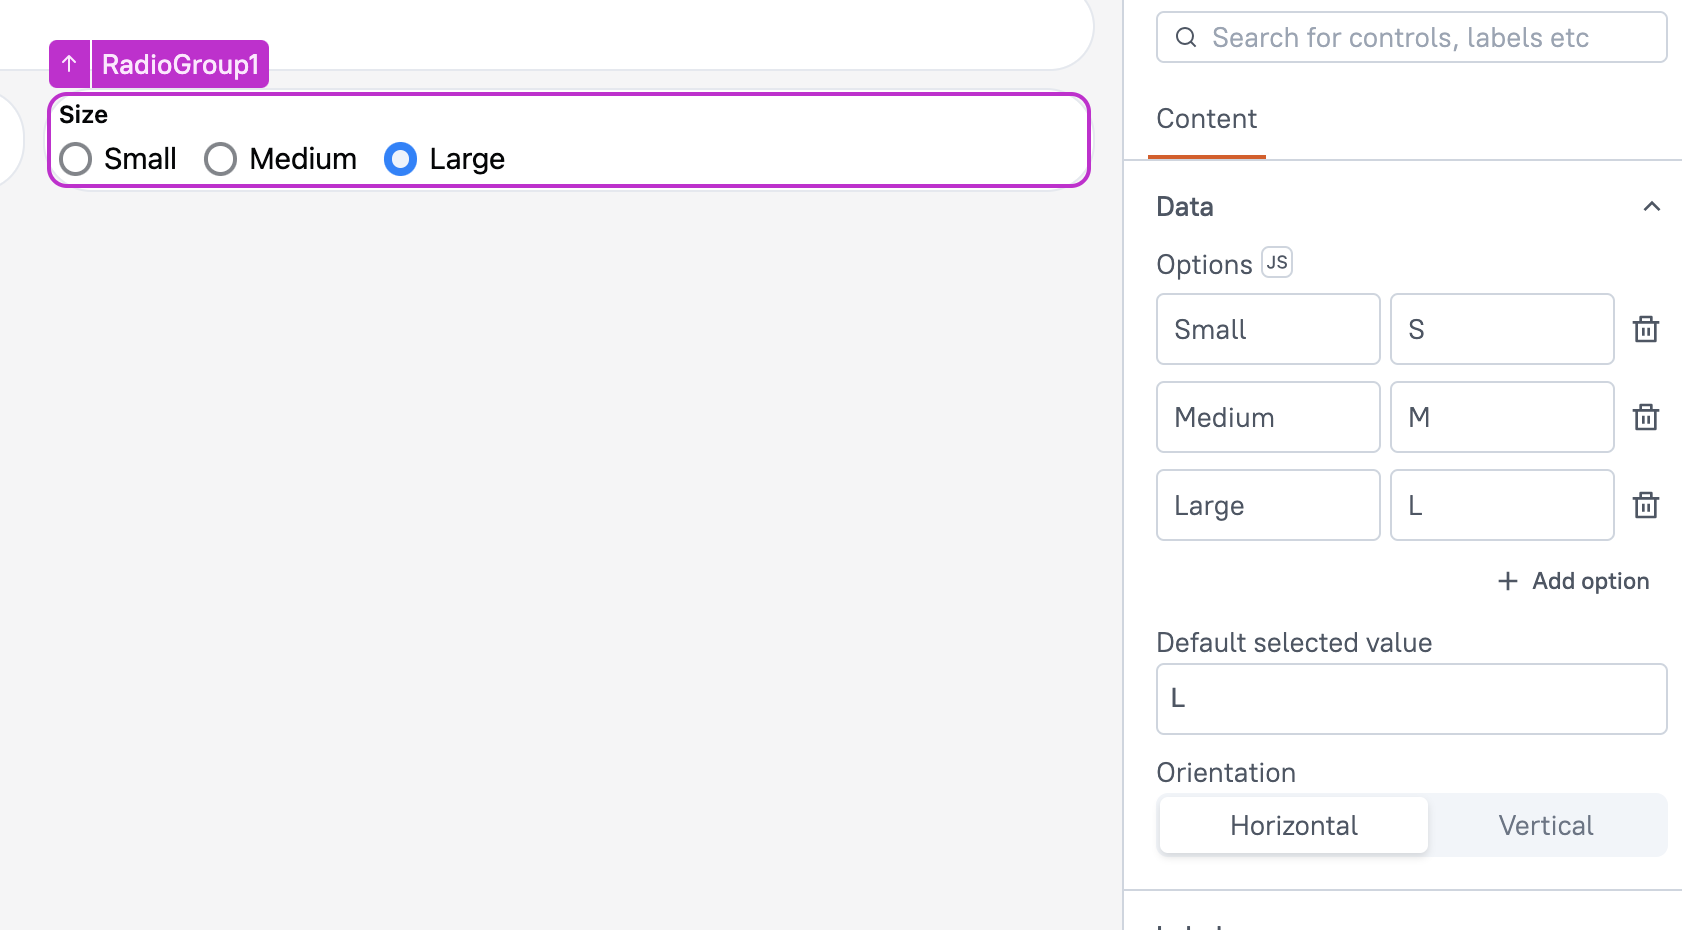 RadioGroup1
Size
Small Medium Large
Search for controls, labels etc
Content
Data
Options JS
Small S
Medium M
Large L
+ Add option
Default selected value
L
Orientation
Horizontal Vertical